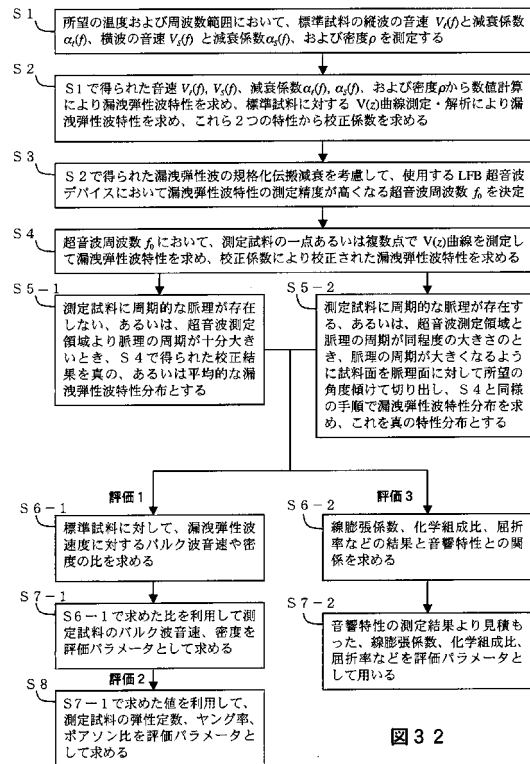 S1
所望の温度および周波数範囲において、標準試料の縦波の音速 Vₗ(f)と減衰係数
αₗ(f)、横波の音速 Vₛ(f) と減衰係数αₛ(f)、および密度ρ を測定する
S2
S1で得られた音速 Vₗ(f), Vₛ(f)、減衰係数αₗ(f), αₛ(f)、および密度ρから数値計算
により漏洩弾性波特性を求め、標準試料に対する V(z)曲線測定・解析により漏
洩弾性波特性を求め、これら2つの特性から校正係数を求める
S3
S2で得られた漏洩弾性波の規格化伝搬減衰を考慮して、使用する LFB 超音波
デバイスにおいて漏洩弾性波特性の測定精度が高くなる超音波周波数 f₀ を決定
S4
超音波周波数 f₀ において、測定試料の一点あるいは複数点で V(z)曲線を測定し
て漏洩弾性波特性を求め、校正係数により校正された漏洩弾性波特性を求める
S5-1
測定試料に周期的な脈理が存在
しない、あるいは、超音波測定
領域より脈理の周期が十分大き
いとき、S4で得られた校正結
果を真の、あるいは平均的な漏
洩弾性波特性分布とする
S5-2
測定試料に周期的な脈理が存在す
る、あるいは、超音波測定領域
と脈理の周期が同程度の大きさのと
き、脈理の周期が大きくなるように
試料面を脈理面に対して所望の
角度傾けて切り出し、S4と同様
の手順で漏洩弾性波特性分布を求
め、これを真の特性分布とする
評価1
S6-1
標準試料に対して、漏洩弾性波
速度に対するバルク波音速や密
度の比を求める
S7-1
S6-1で求めた比を利用して測
定試料のバルク波音速、密度を
評価パラメータとして求める
評価2
S8
S7-1で求めた値を利用して、
測定試料の弾性定数、ヤング率、
ポアソン比を評価パラメータと
して求める
評価3
S6-2
線膨張係数、化学組成比、屈折
率などの結果と音響特性との関
係を求める
S7-2
音響特性の測定結果より見積も
った、線膨張係数、化学組成比、
屈折率などを評価パラメータと
して用いる
図32